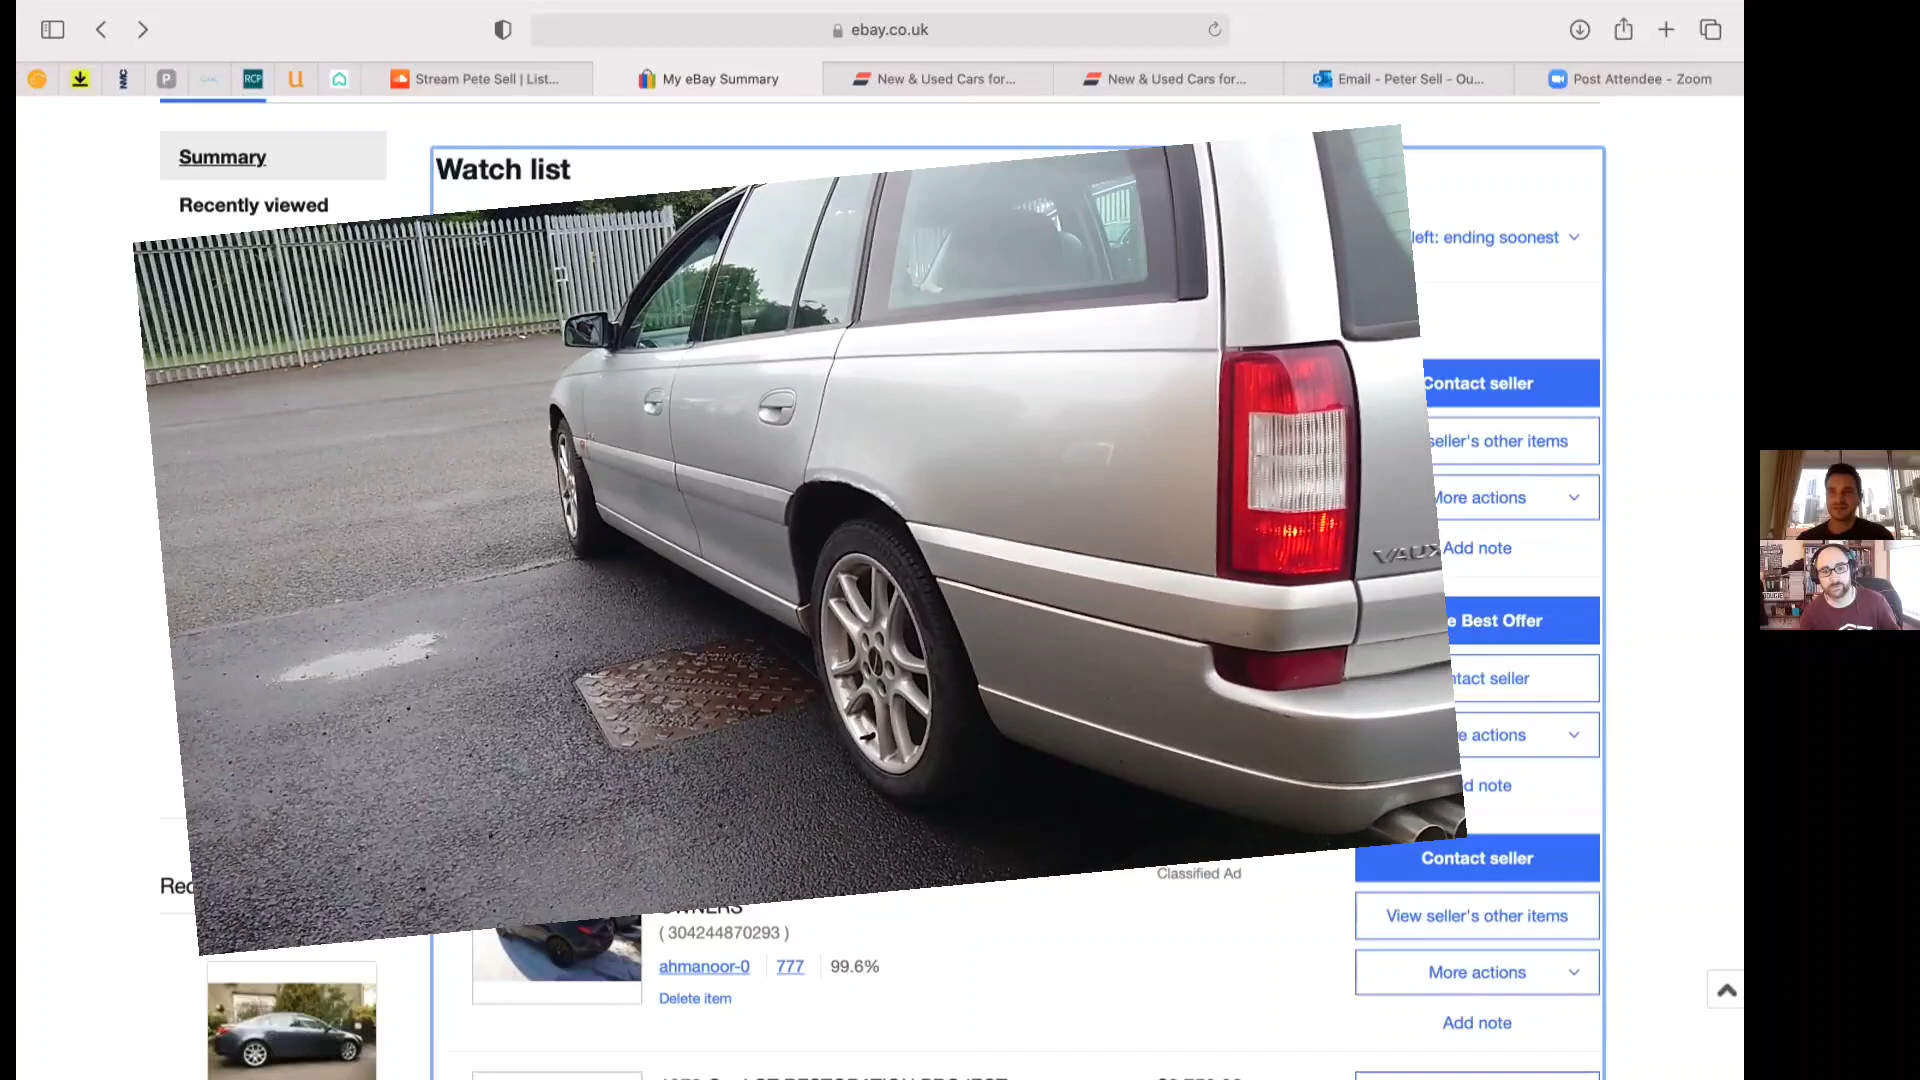 ebay.co.uk
RCP
Stream Pete Sell | List...
My eBay Summary
New & Used Cars for...
New & Used Cars for...
Email - Peter Sell - Ou...
Post Attendee - Zoom
Summary
Watch list
Recently viewed
left: ending soonest
Contact seller
seller's other items
More actions
Add note
Best Offer
actions
Contact seller
Classified Ad
OWNERS
( 304244870293 )
View seller's other items
ahmanoor-0
777
99.6%
More actions
Delete item
Add note